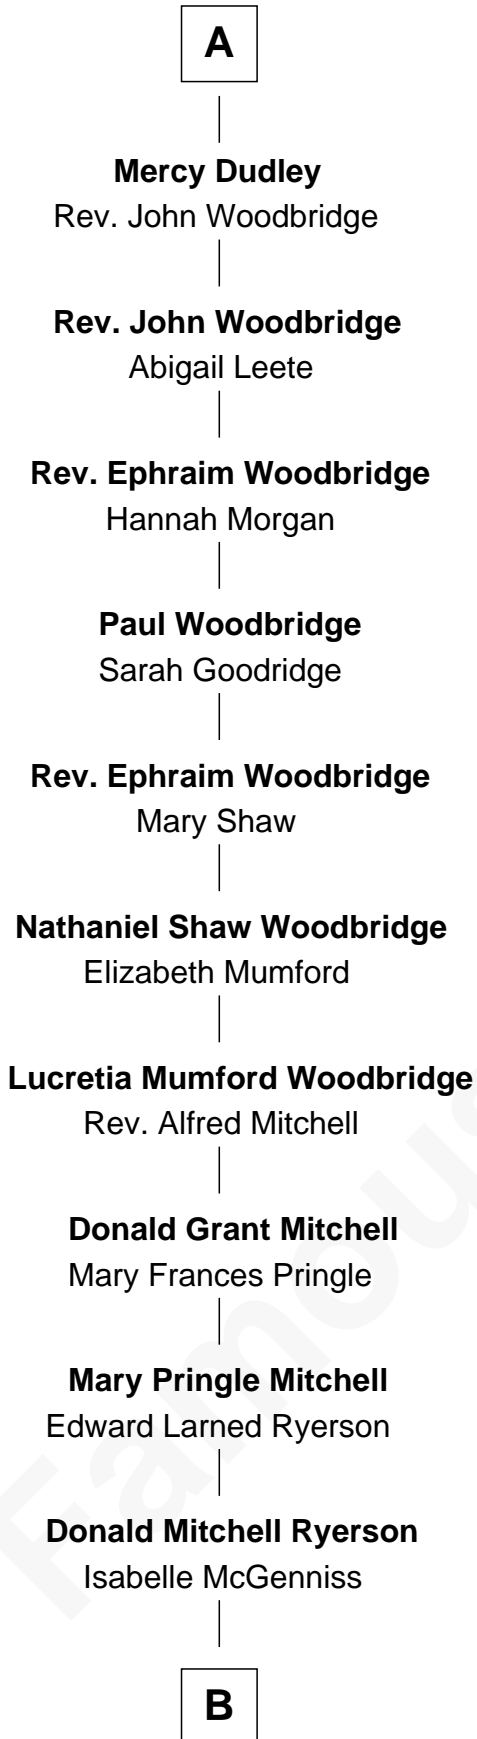 A
Mercy Dudley
Rev. John Woodbridge
Rev. John Woodbridge
Abigail Leete
Rev. Ephraim Woodbridge
Hannah Morgan
Paul Woodbridge
Sarah Goodridge
Rev. Ephraim Woodbridge
Mary Shaw
Nathaniel Shaw Woodbridge
Elizabeth Mumford
Lucretia Mumford Woodbridge
Rev. Alfred Mitchell
Donald Grant Mitchell
Mary Frances Pringle
Mary Pringle Mitchell
Edward Larned Ryerson
Donald Mitchell Ryerson
Isabelle McGenniss
B
Famous